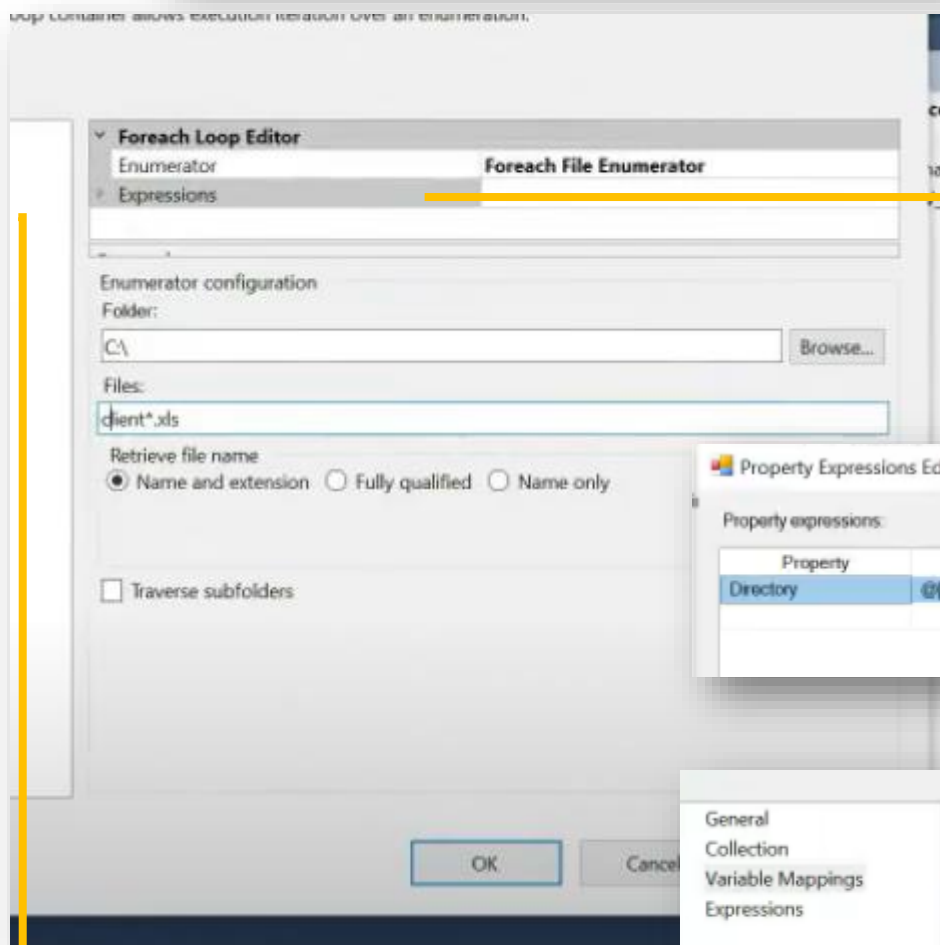 loop container allows execution iteration over an enumeration.
Foreach Loop Editor
Enumerator Foreach File Enumerator
Expressions
Enumerator configuration
Folder:
C:\
Browse...
Files:
client*.xls
Retrieve file name
Name and extension Fully qualified Name only
Traverse subfolders
Property Expressions Ed
Property expressions:
Property
Directory @[
OK Cancel
General
Collection
Variable Mappings
Expressions